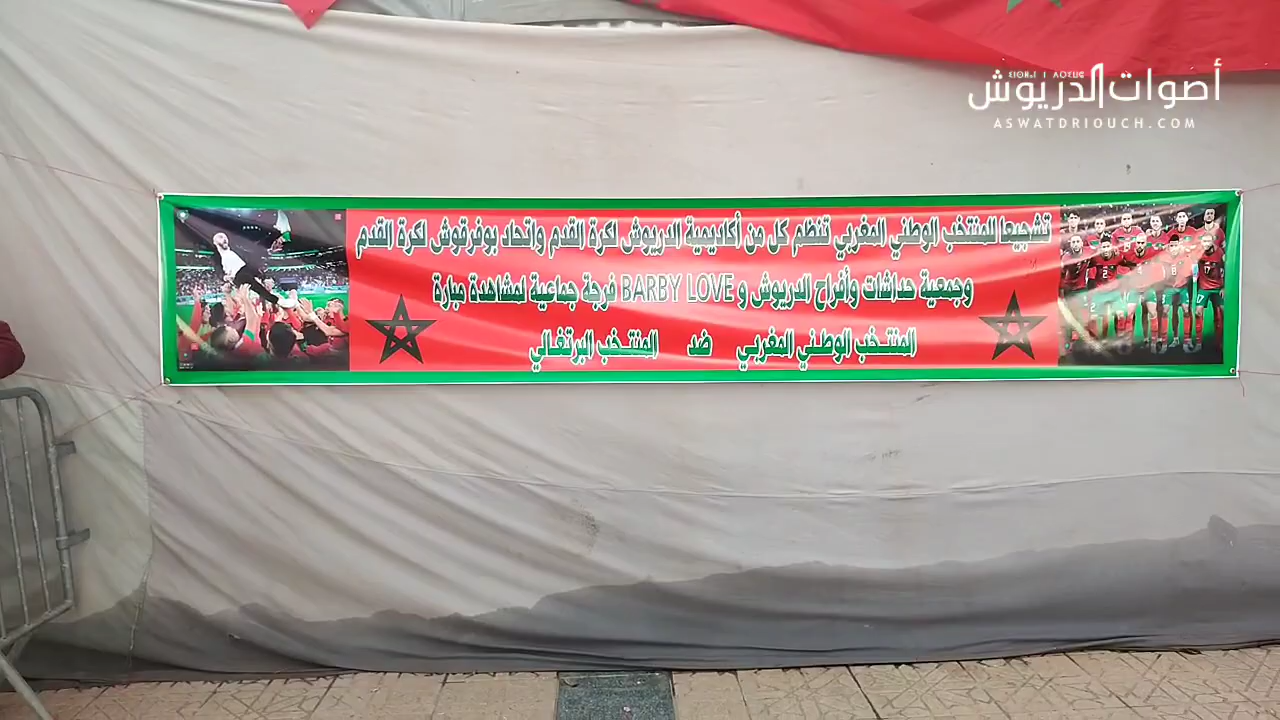 أصوات الدريوش
ASWATDRIOUCH.COM
تشجيعا للمنتخب الوطني المغربي تنظم كل من أكاديمية الدريوش لكرة القدم واتحاد بوفرقوش لكرة القدم
وجمعية حداشات وأفراح الدريوش و BARBY LOVE فرجة جماعية لمشاهدة مبارة
المنتخب الوطني المغربي ضد المنتخب البرتغالي